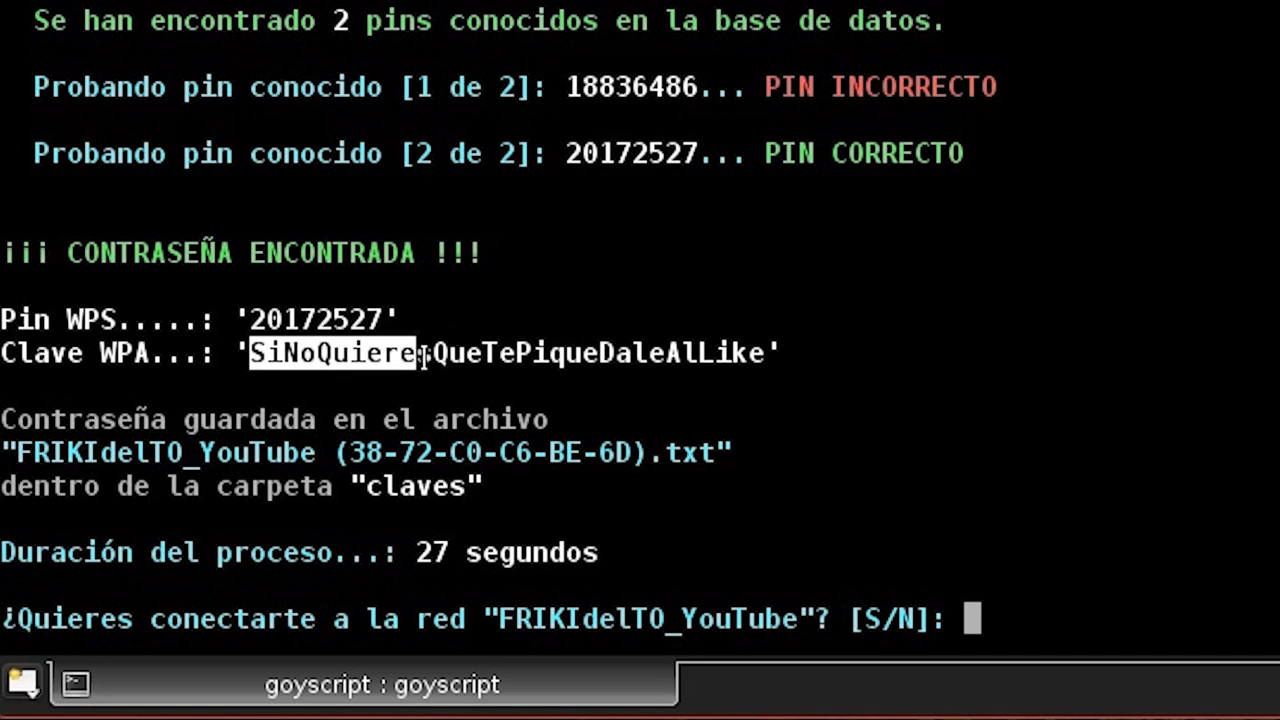 Se han encontrado 2 pins conocidos en la base de datos.
Probando pin conocido [1 de 2]: 18836486... PIN INCORRECTO
Probando pin conocido [2 de 2]: 20172527... PIN CORRECTO
¡¡¡ CONTRASEÑA ENCONTRADA !!!
Pin WPS.....: '20172527'
Clave WPA...: 'SiNoQuieresQueTePiqueDaleAlLike'
Contraseña guardada en el archivo
"FRIKIdelTO_YouTube (38-72-C0-C6-BE-6D).txt"
dentro de la carpeta "claves"
Duración del proceso...: 27 segundos
¿Quieres conectarte a la red "FRIKIdelTO_YouTube"? [S/N]:
goyscript : goyscript